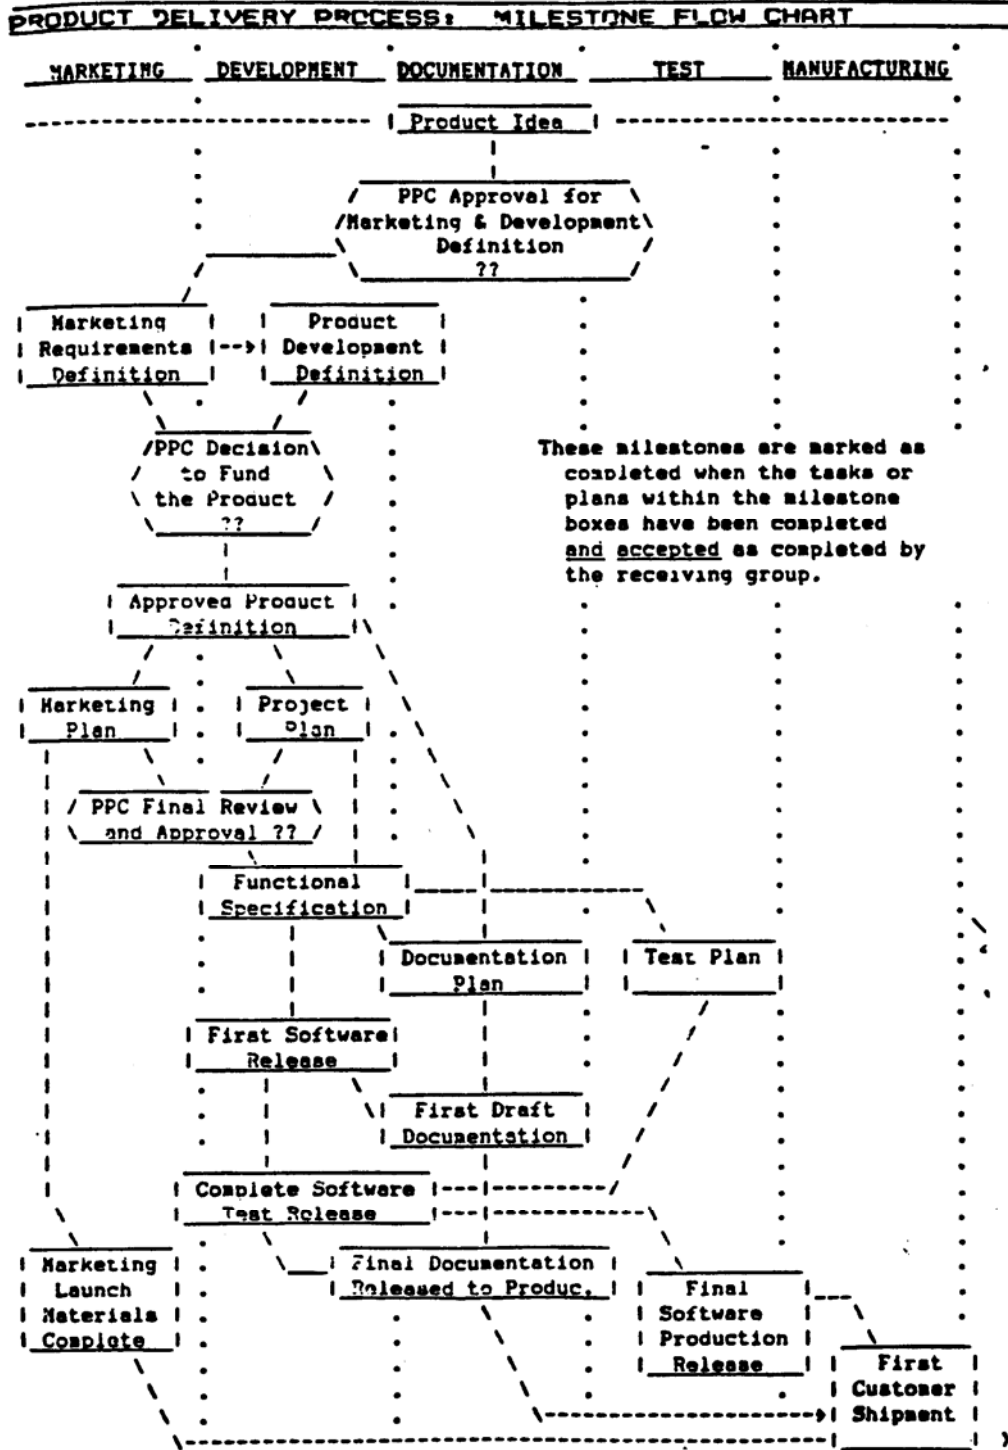 PRODUCT DELIVERY PROCESS: MILESTONE FLOW CHART
MARKETING DEVELOPMENT DOCUMENTATION TEST MANUFACTURING
Product Idea
PPC Approval for
Marketing & Development
Definition
??
Marketing
Requirements
Definition
Product
Development
Definition
PPC Decision
to Fund
the Product
??
These milestones are marked as
completed when the tasks or
plans within the milestone
boxes have been completed
and accepted as completed by
the receiving group.
Approved Product
Definition
Marketing
Plan
Project
Plan
PPC Final Review
and Approval ??
Functional
Specification
Documentation
Plan
Test Plan
First Software
Release
First Draft
Documentation
Complete Software
Test Release
Marketing
Launch
Materials
Complete
Final Documentation
Released to Produc.
Final
Software
Production
Release
First
Customer
Shipment